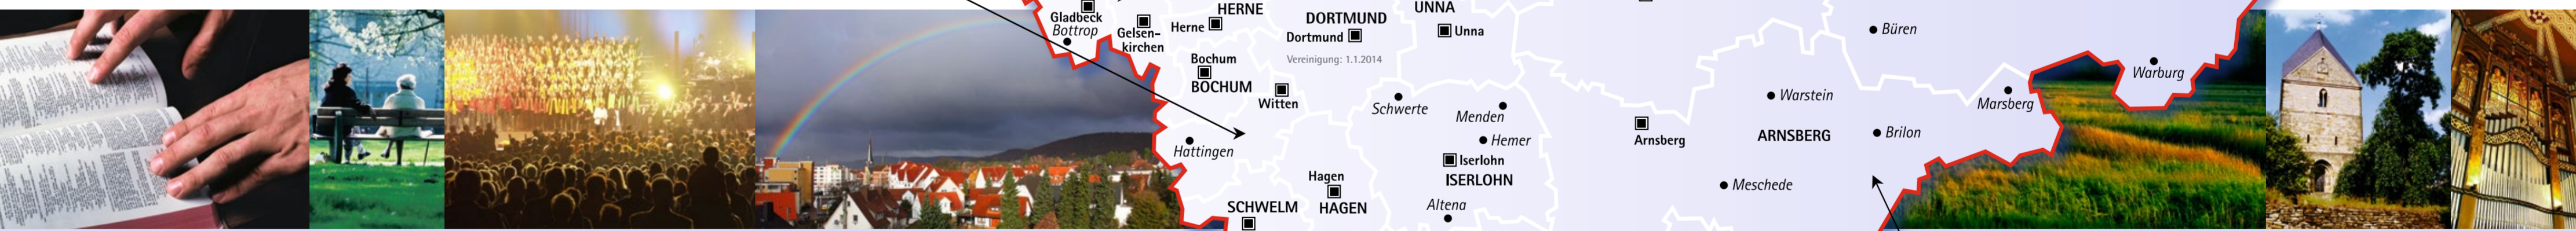 Gladbeck
Bottrop
Gelsen-
kirchen
HERNE
Herne
DORTMUND
Dortmund
Vereinigung: 1.1.2014
UNNA
Unna
Bochum
BOCHUM
Witten
Schwerte
Menden
Hemer
Hattingen
Iserlohn
ISERLOHN
Hagen
HAGEN
SCHWELM
Altena
Arnsberg
ARNSBERG
Warstein
Meschede
Brilon
Büren
Marsberg
Warburg